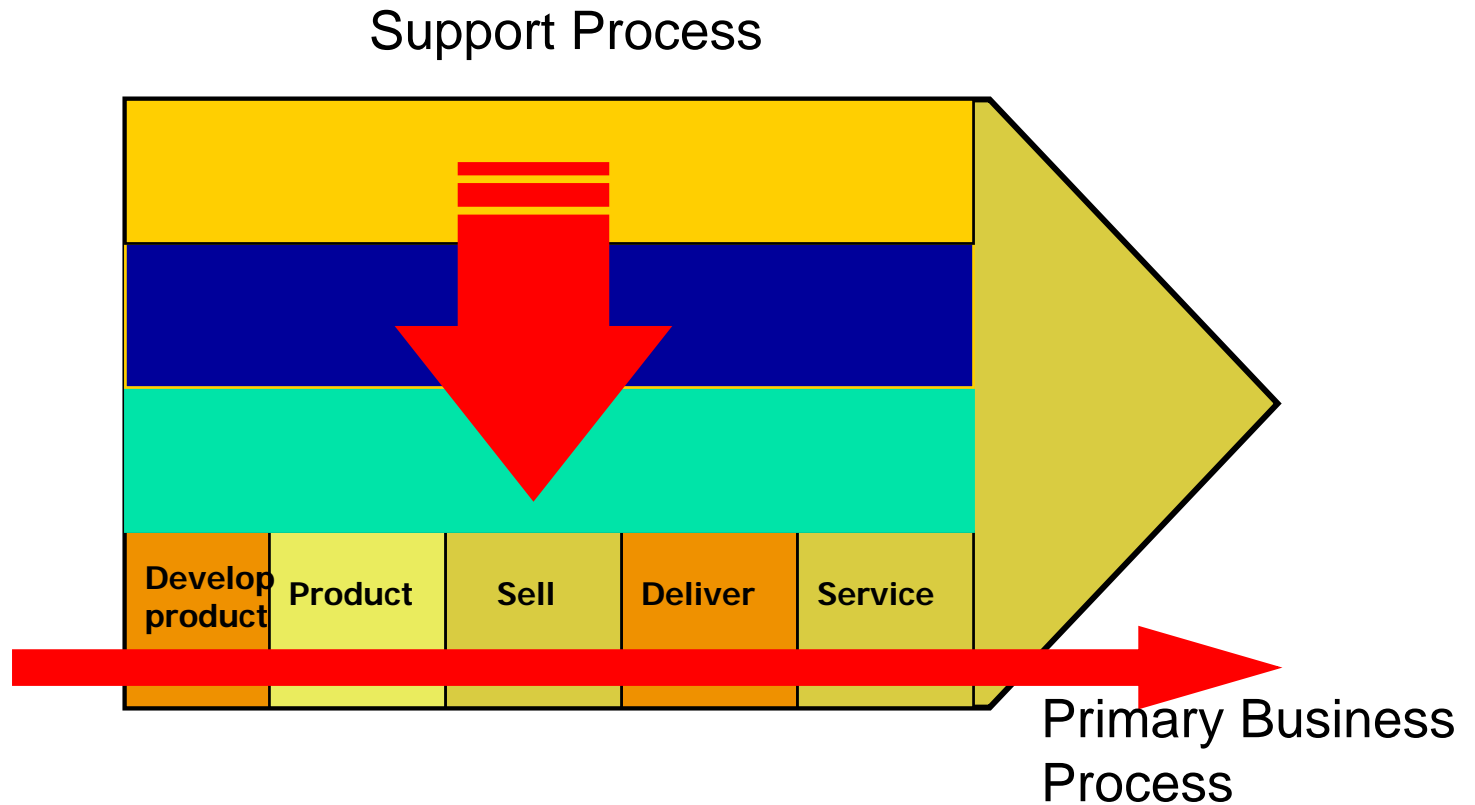 Support Process
Develop
product
Product
Sell
Deliver
Service
Primary Business
Process